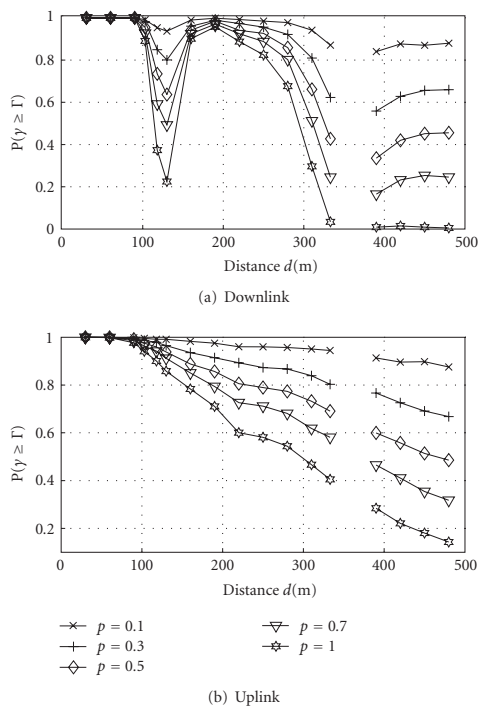 1
0.8
0.6
0.4
0.2
0
P(γ ≥ Γ)
0 100 200 300 400 500
Distance d(m)
(a) Downlink
1
0.8
0.6
0.4
0.2
P(γ ≥ Γ)
0 100 200 300 400 500
Distance d(m)
p = 0.1
p = 0.3
p = 0.5
p = 0.7
p = 1
(b) Uplink